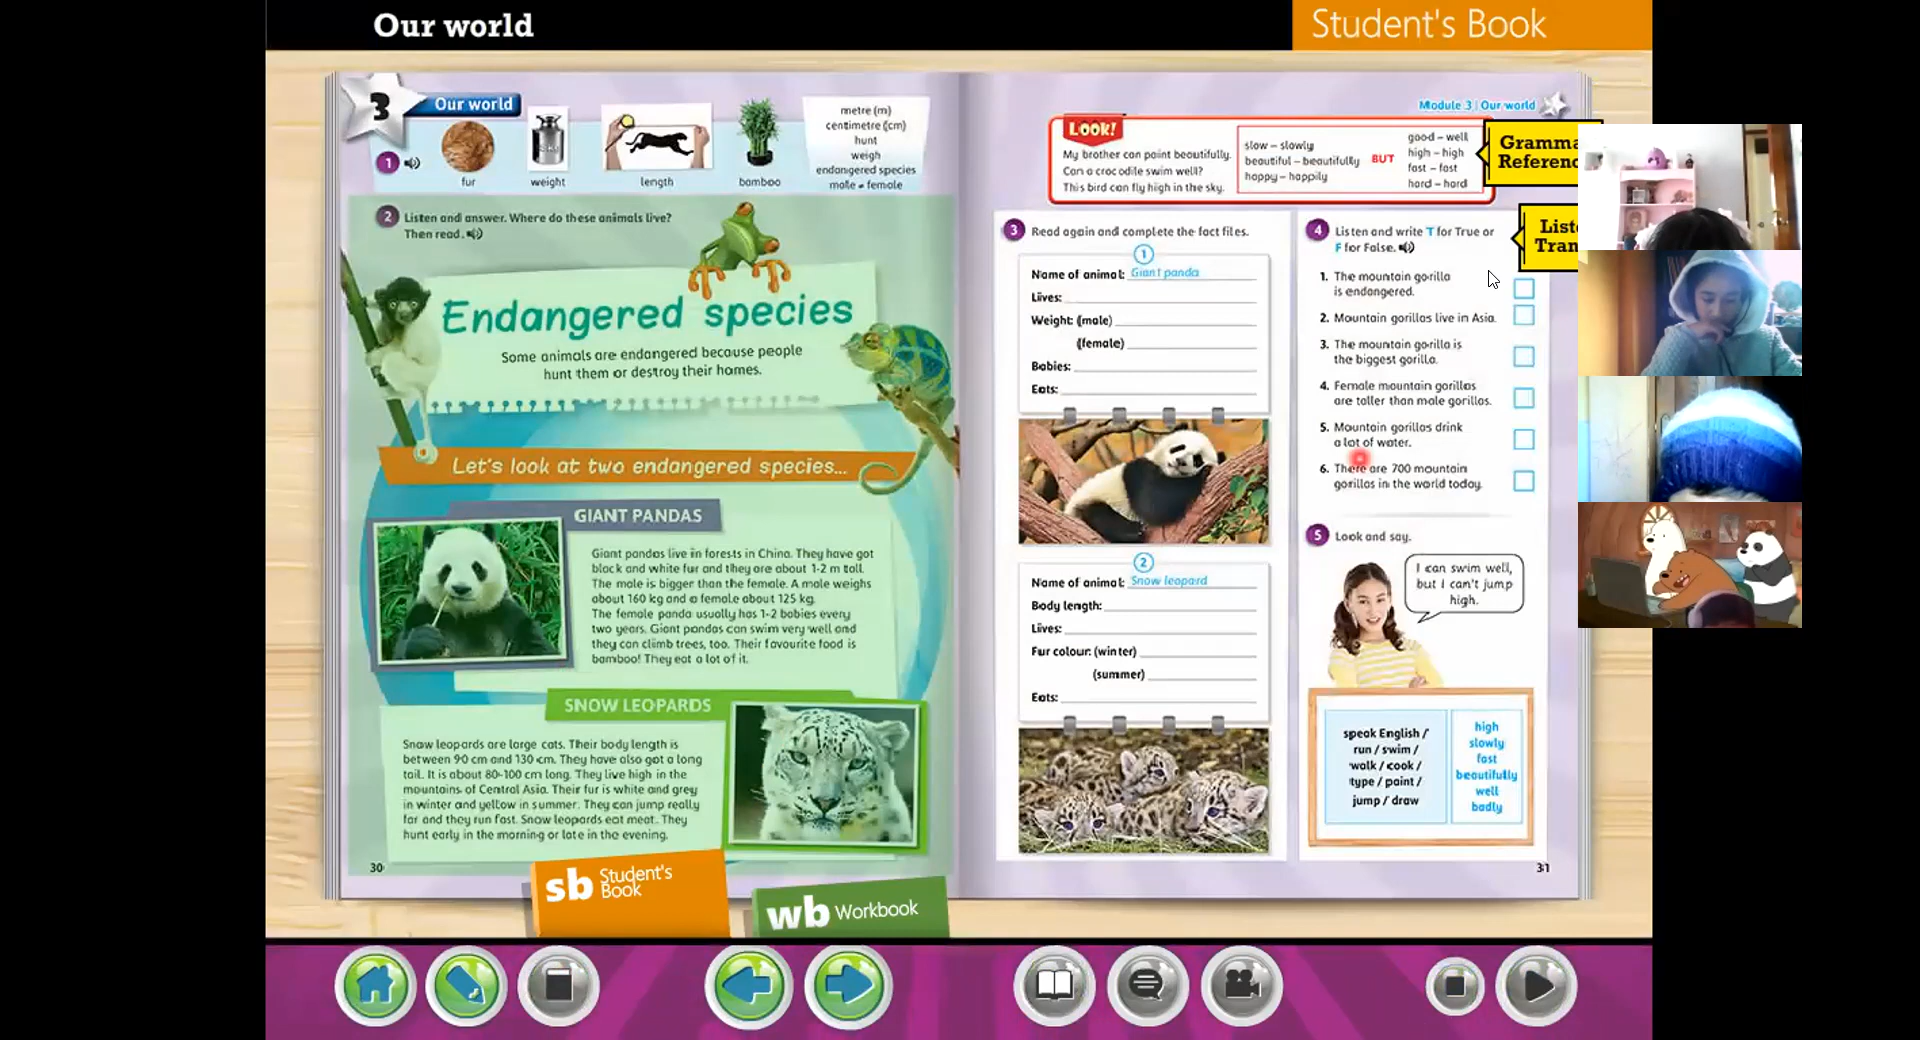 Our world
Student's Book
3
Our world
1
fur
weight
length
bamboo
metre (m)
centimetre (cm)
hunt
weigh
endangered species
male ≠ female
2 Listen and answer. Where do these animals live?
Then read.
Endangered species
Some animals are endangered because people
hunt them or destroy their homes.
Let's look at two endangered species...
GIANT PANDAS
Giant pandas live in forests in China. They have got
black and white fur and they are about 1-2 m tall.
The male is bigger than the female. A male weighs
about 160 kg and a female about 125 kg.
The female panda usually has 1-2 babies every
two years. Giant pandas can swim very well and
they can climb trees, too. Their favourite food is
bamboo! They eat a lot of it.
SNOW LEOPARDS
Snow leopards are large cats. Their body length is
between 90 cm and 130 cm. They have also got a long
tail. It is about 80-100 cm long. They live high in the
mountains of Central Asia. Their fur is white and grey
in winter and yellow in summer. They can jump really
far and they run fast. Snow leopards eat meat. They
hunt early in the morning or late in the evening.
30
Module 3 | Our world
LOOK!
My brother can paint beautifully.
Can a crocodile swim well?
This bird can fly high in the sky.
slow – slowly
beautiful – beautifully
happy – happily
BUT
good – well
high – high
fast – fast
hard – hard
Gramma
Referenc
3 Read again and complete the fact files.
1
Name of animal: Giant panda
Lives:
Weight: (male)
(female)
Babies:
Eats:
2
Name of animal: Snow leopard
Body length:
Lives:
Fur colour: (winter)
(summer)
Eats:
4 Listen and write T for True or
F for False.
Liste
Tran
1. The mountain gorilla
is endangered.
2. Mountain gorillas live in Asia.
3. The mountain gorilla is
the biggest gorilla.
4. Female mountain gorillas
are taller than male gorillas.
5. Mountain gorillas drink
a lot of water.
6. There are 700 mountain
gorillas in the world today.
5 Look and say.
I can swim well,
but I can't jump
high.
speak English /
run / swim /
walk / cook /
type / paint /
jump / draw
high
slowly
fast
beautifully
well
badly
31
sb Student's
Book
wb Workbook